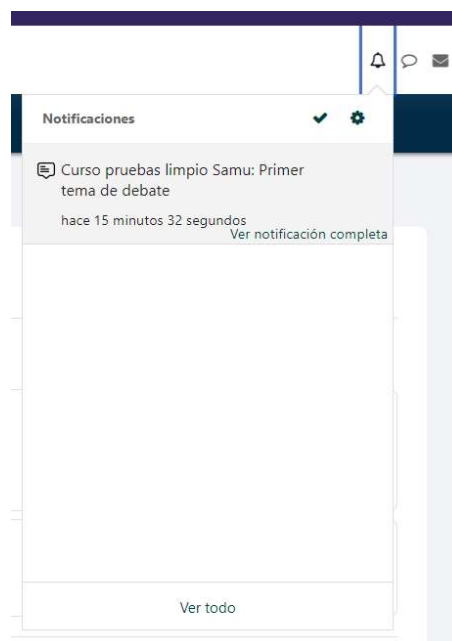 Notificaciones
Curso pruebas limpio Samu: Primer
tema de debate
hace 15 minutos 32 segundos
Ver notificación completa
Ver todo